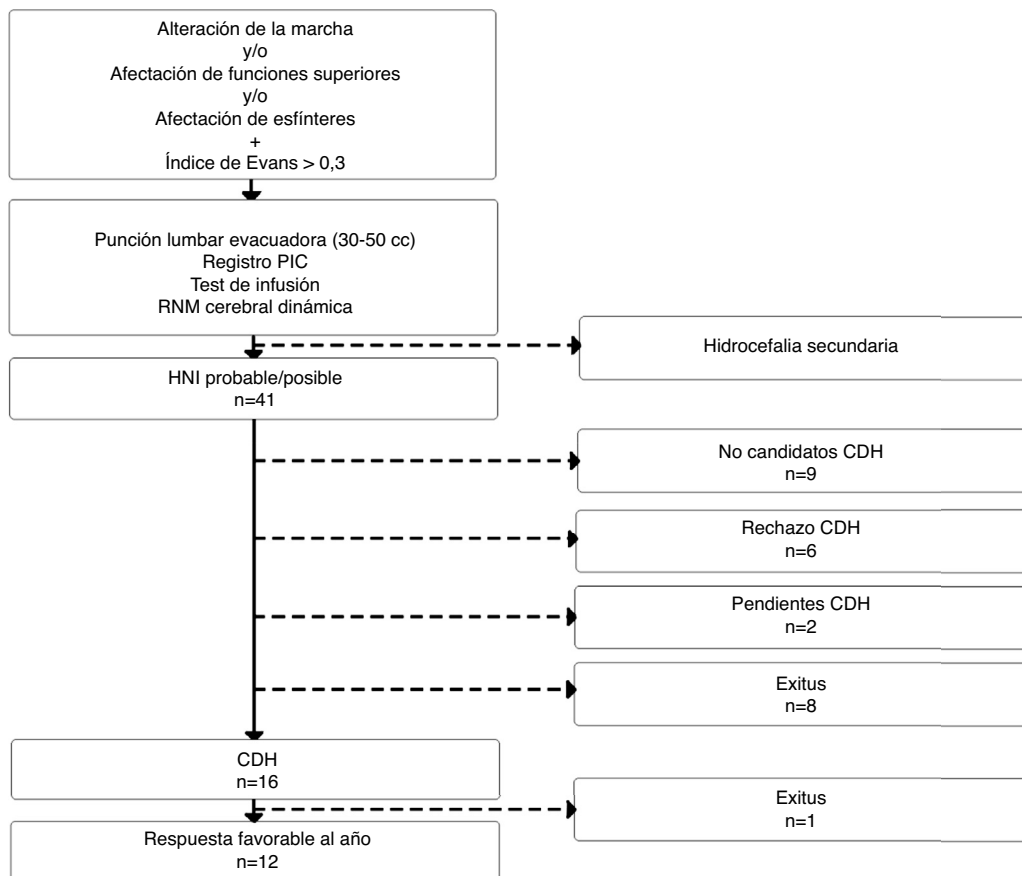 Alteración de la marcha
y/o
Afectación de funciones superiores
y/o
Afectación de esfínteres
+
Índice de Evans > 0,3
Punción lumbar evacuadora (30-50 cc)
Registro PIC
Test de infusión
RNM cerebral dinámica
Hidrocefalia secundaria
HNI probable/posible
n=41
No candidatos CDH
n=9
Rechazo CDH
n=6
Pendientes CDH
n=2
Exitus
n=8
CDH
n=16
Exitus
n=1
Respuesta favorable al año
n=12